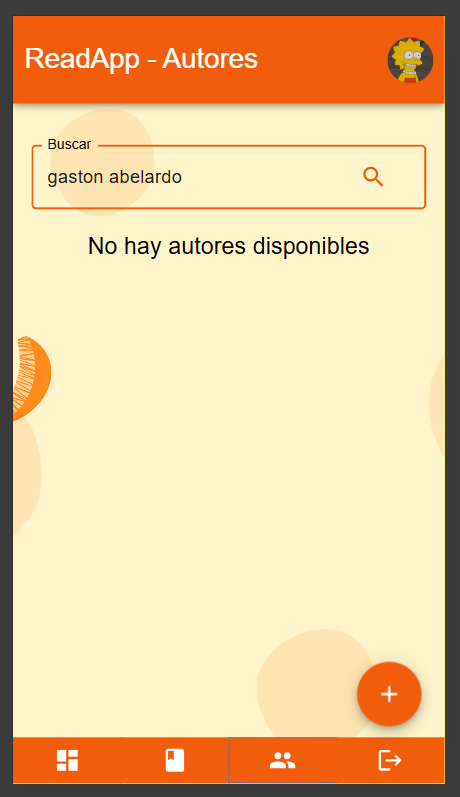 ReadApp - Autores
Buscar
gaston abelardo
No hay autores disponibles